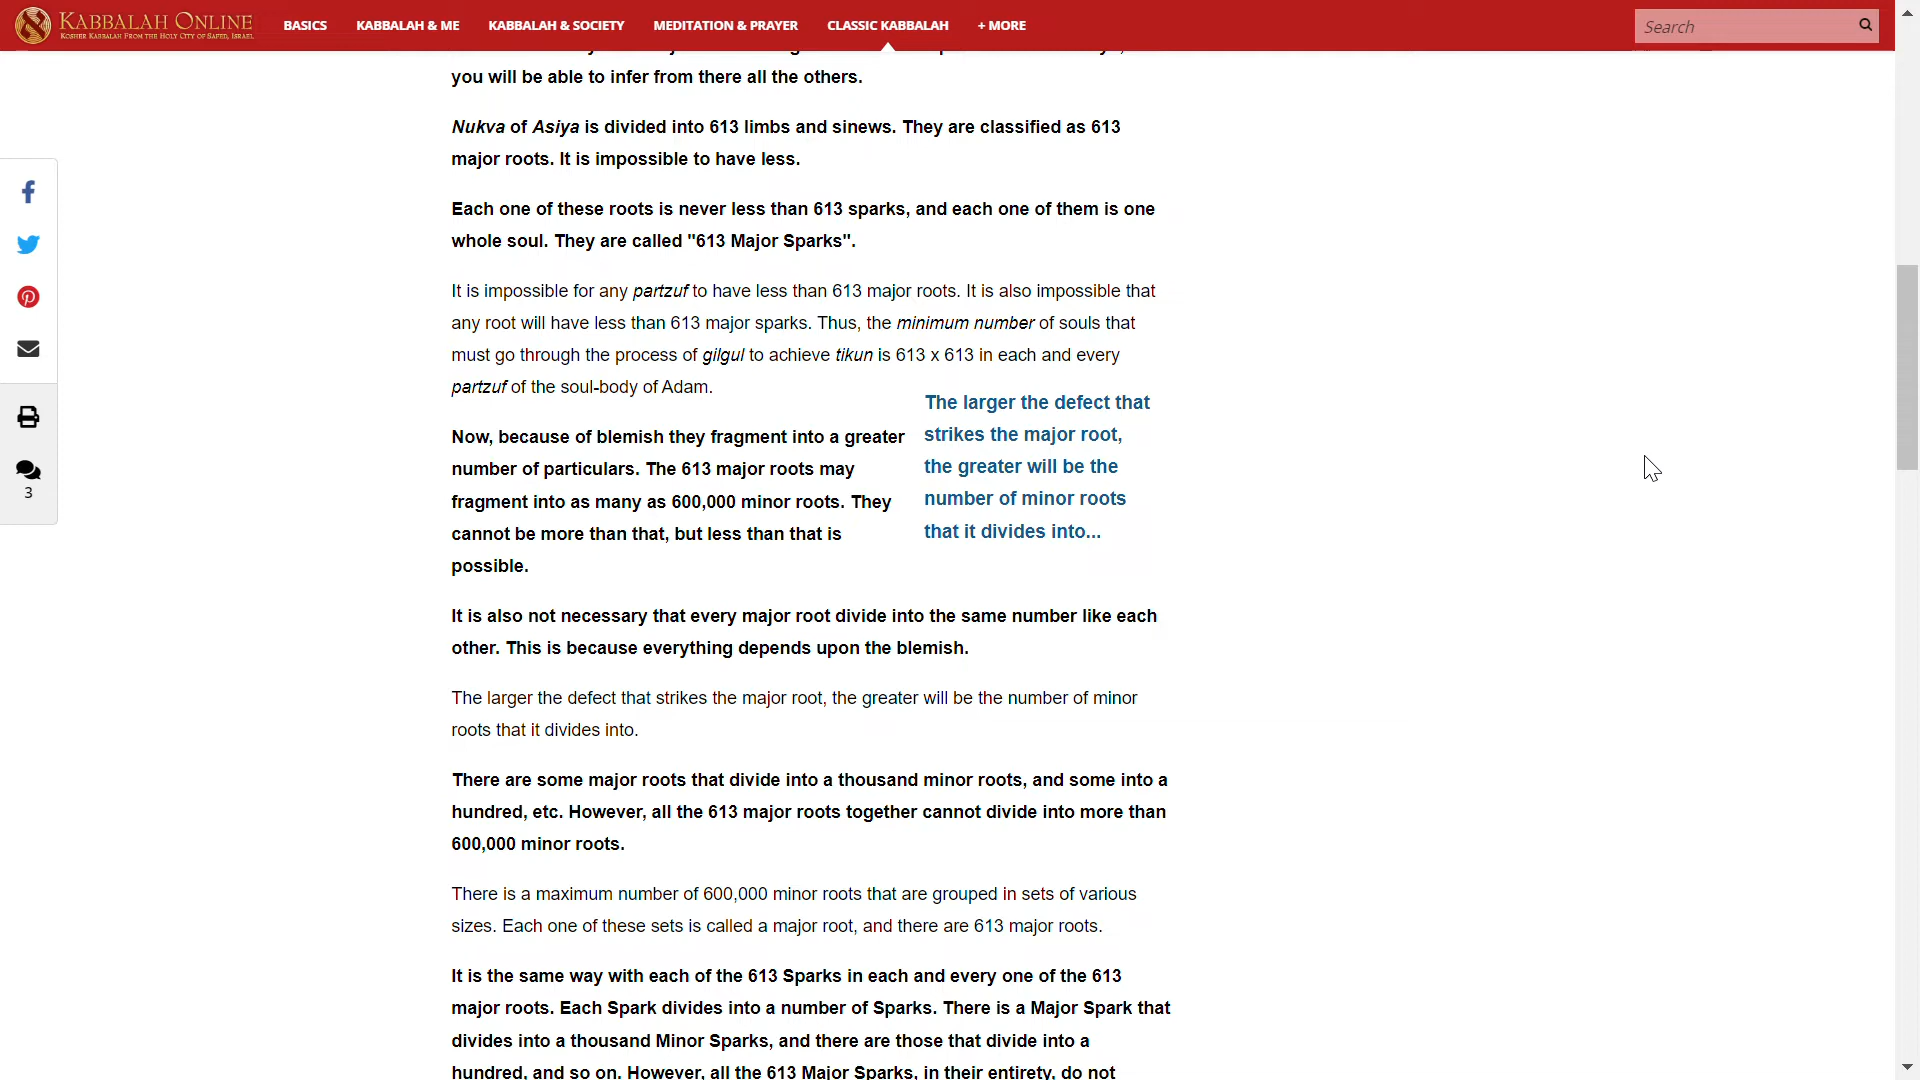 KABBALAH ONLINE
KOSHER KABBALAH FROM THE HOLY CITY OF SAFED, ISRAEL
BASICS
KABBALAH & ME
KABBALAH & SOCIETY
MEDITATION & PRAYER
CLASSIC KABBALAH
+ MORE
Search
you will be able to infer from there all the others.
Nukva of Asiya is divided into 613 limbs and sinews. They are classified as 613
major roots. It is impossible to have less.
Each one of these roots is never less than 613 sparks, and each one of them is one
whole soul. They are called "613 Major Sparks".
It is impossible for any partzuf to have less than 613 major roots. It is also impossible that
any root will have less than 613 major sparks. Thus, the minimum number of souls that
must go through the process of gilgul to achieve tikun is 613 x 613 in each and every
partzuf of the soul-body of Adam.
The larger the defect that
strikes the major root,
the greater will be the
number of minor roots
that it divides into...
Now, because of blemish they fragment into a greater
number of particulars. The 613 major roots may
fragment into as many as 600,000 minor roots. They
cannot be more than that, but less than that is
possible.
It is also not necessary that every major root divide into the same number like each
other. This is because everything depends upon the blemish.
The larger the defect that strikes the major root, the greater will be the number of minor
roots that it divides into.
There are some major roots that divide into a thousand minor roots, and some into a
hundred, etc. However, all the 613 major roots together cannot divide into more than
600,000 minor roots.
There is a maximum number of 600,000 minor roots that are grouped in sets of various
sizes. Each one of these sets is called a major root, and there are 613 major roots.
It is the same way with each of the 613 Sparks in each and every one of the 613
major roots. Each Spark divides into a number of Sparks. There is a Major Spark that
divides into a thousand Minor Sparks, and there are those that divide into a
hundred, and so on. However, all the 613 Major Sparks, in their entirety, do not
3